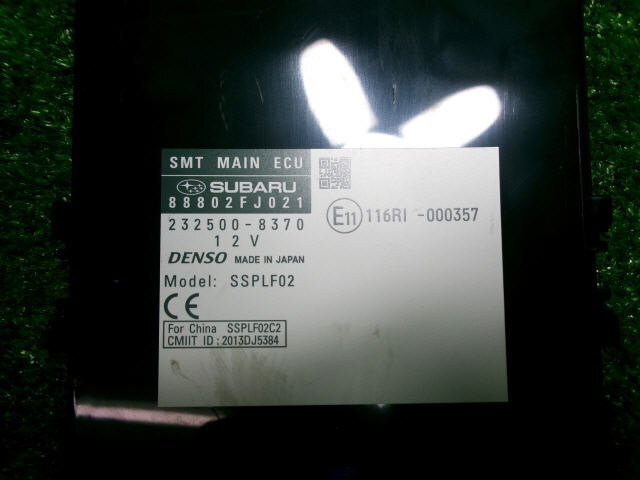 SMT MAIN ECU
SUBARU
88802FJ021
232500-8370
12V
DENSO MADE IN JAPAN
Model: SSPLF02
CE
For China SSPLF02C2
CMIIT ID : 2013DJ5384
E11 116RI -000357